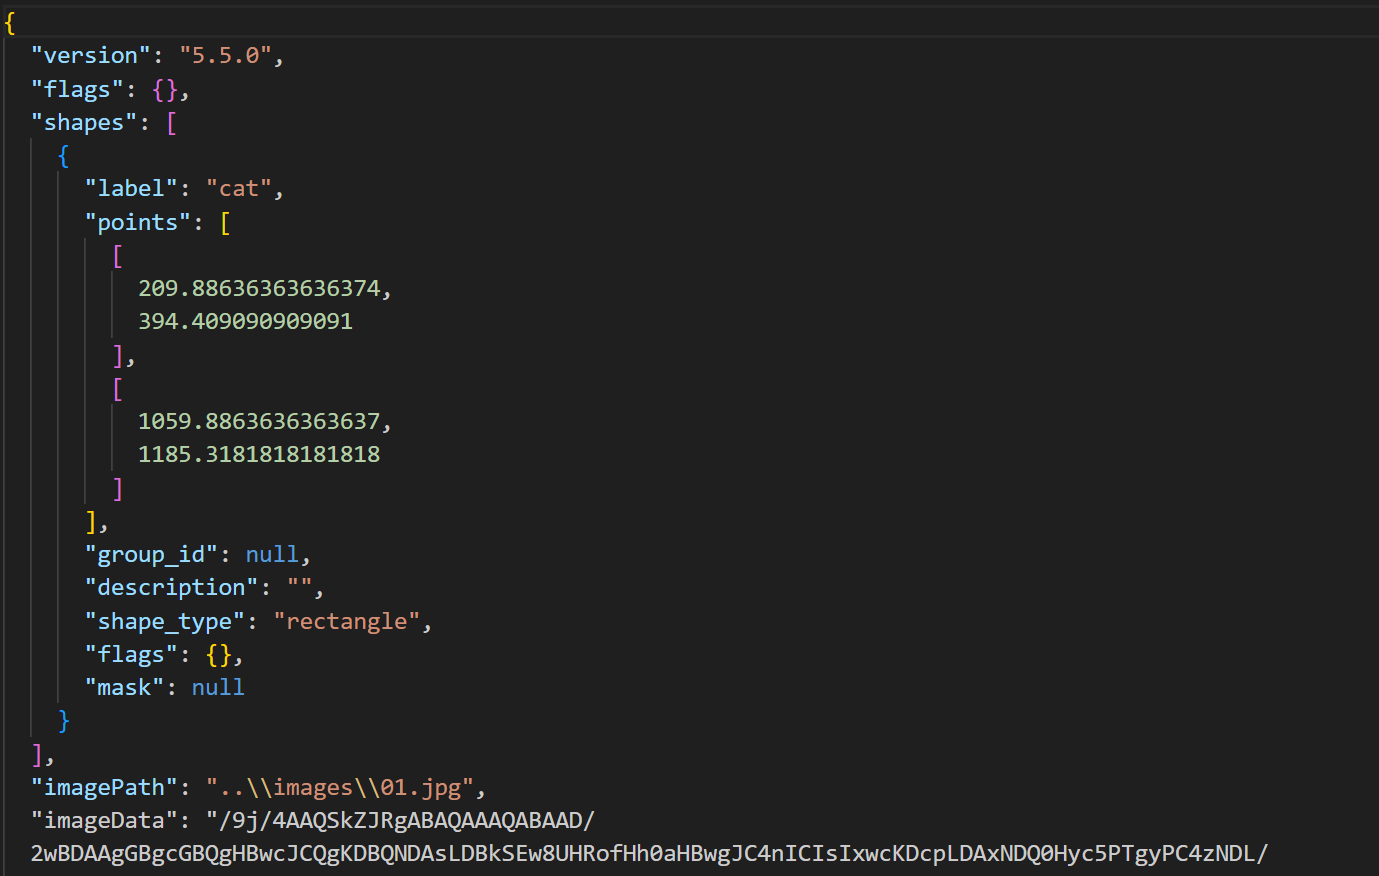 {
"version": "5.5.0",
"flags": {},
"shapes": [
{
"label": "cat",
"points": [
[
209.88636363636374,
394.409090909091
],
[
1059.8863636363637,
1185.3181818181818
]
],
"group_id": null,
"description": "",
"shape_type": "rectangle",
"flags": {},
"mask": null
}
],
"imagePath": "..\\images\\01.jpg",
"imageData": "/9j/4AAQSkZJRgABAQAAAQABAAD/
2wBDAAgGBgcGBQgHBwcJCQgKDBQNDAsLDBkSEw8UHRofHh0aHBwgJC4nICIsIxwcKDcpLDAxNDQ0Hyc5PTgyPC4zNDL/